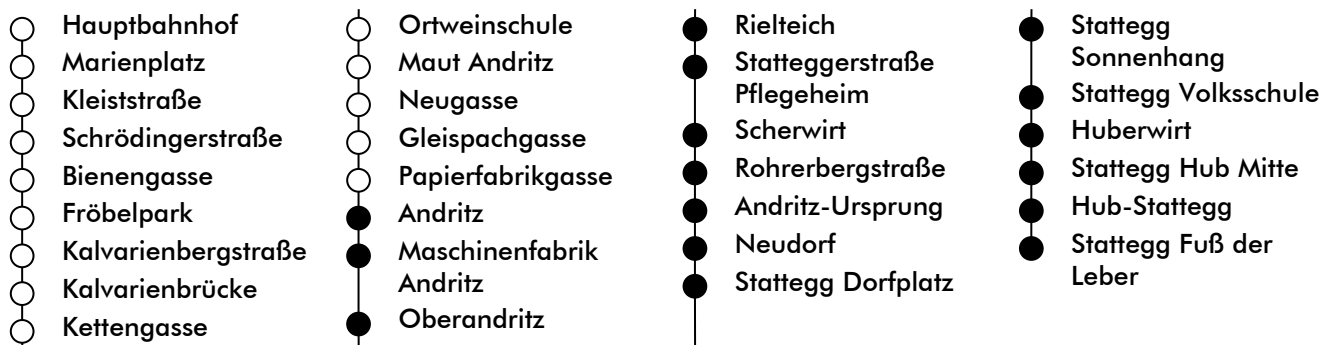 Hauptbahnhof
Marienplatz
Kleiststraße
Schrödingerstraße
Bienengasse
Fröbelpark
Kalvarienbergstraße
Kalvarienbrücke
Kettengasse
Ortweinschule
Maut Andritz
Neugasse
Gleispachgasse
Papierfabrikgasse
Andritz
Maschinenfabrik
Andritz
Oberandritz
Rielteich
Statteggerstraße
Pflegeheim
Scherwirt
Rohrerbergstraße
Andritz-Ursprung
Neudorf
Stattegg Dorfplatz
Stattegg
Sonnenhang
Stattegg Volksschule
Huberwirt
Stattegg Hub Mitte
Hub-Stattegg
Stattegg Fuß der
Leber